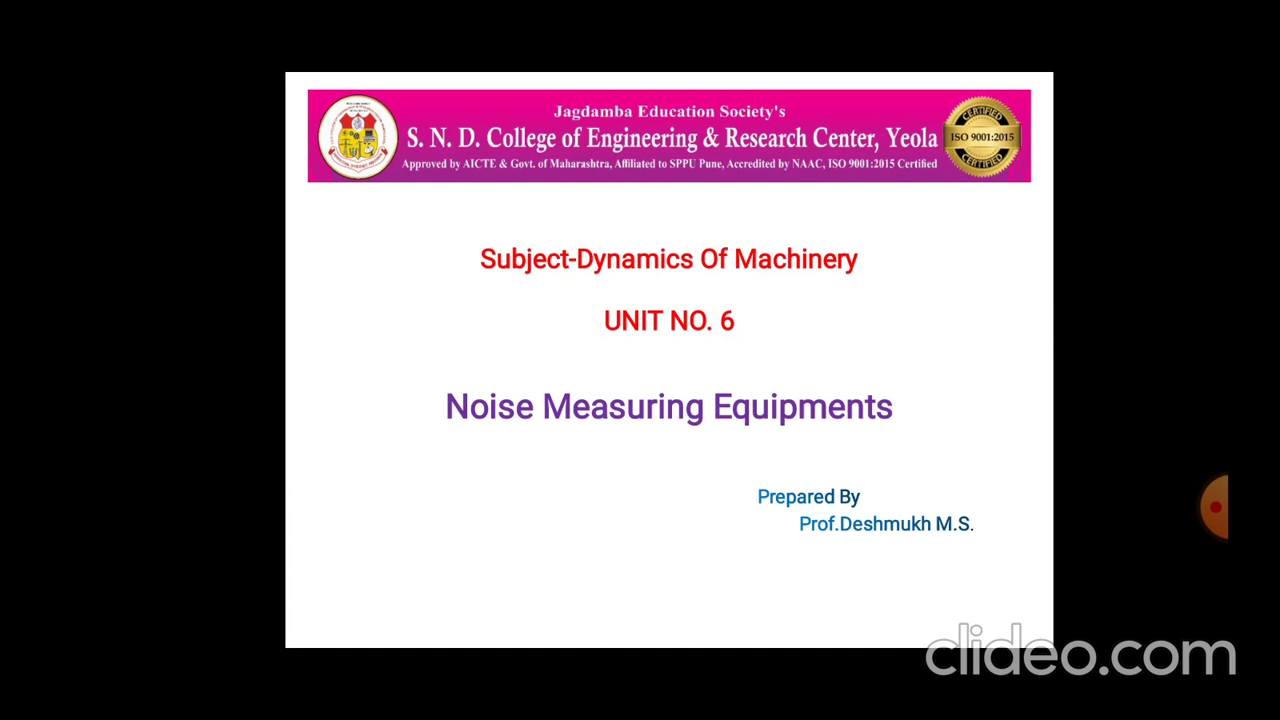 Jagdamba Education Society's
S. N. D. College of Engineering & Research Center, Yeola
Approved by AICTE & Govt. of Maharashtra, Affiliated to SPPU Pune, Accredited by NAAC, ISO 9001:2015 Certified
CERTIFIED
ISO 9001:2015
CERTIFIED
Subject-Dynamics Of Machinery
UNIT NO. 6
Noise Measuring Equipments
Prepared By
Prof.Deshmukh M.S.
clideo.com